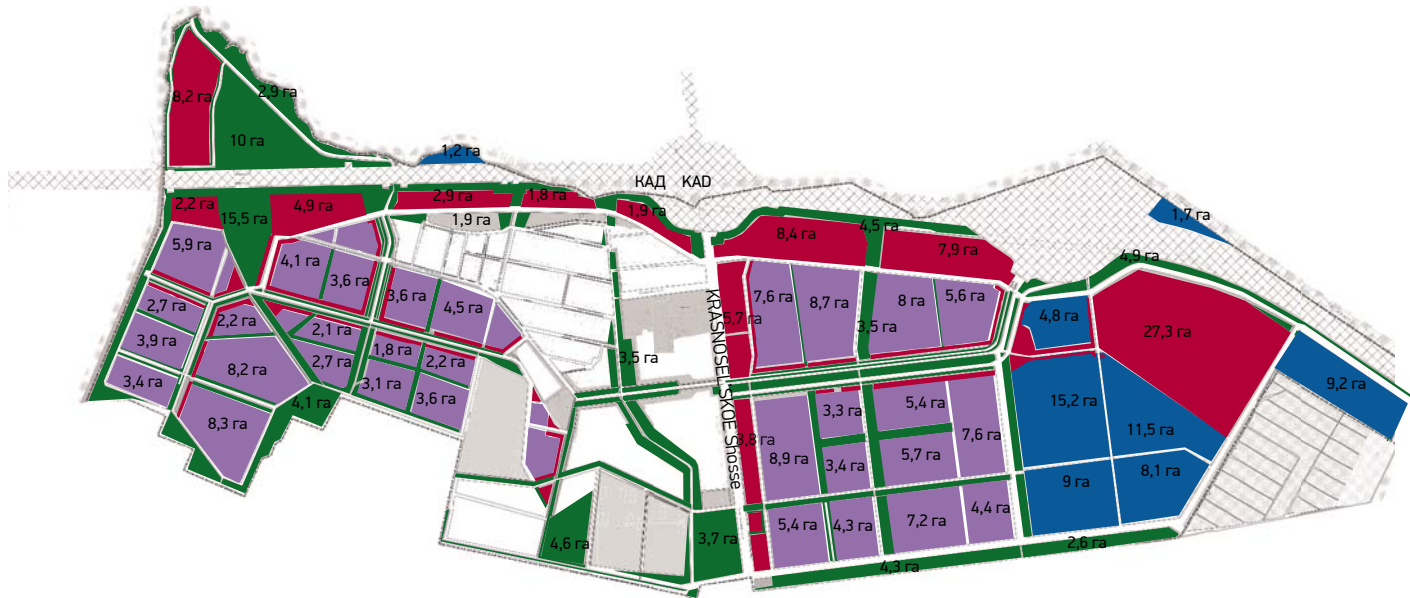 8,2 га
2,9 га
10 га
1,2 га
КАД KAD
2,2 га
15,5 га
4,9 га
2,9 га
1,8 га
1,9 га
1,9 га
1,7 га
8,4 га
4,5 га
7,9 га
4,9 га
5,9 га
4,1 га
3,6 га
3,6 га
4,5 га
7,6 га
8,7 га
8 га
5,6 га
2,7 га
2,2 га
2,1 га
5,7 га
3,5 га
4,8 га
27,3 га
3,9 га
2,7 га
1,8 га
2,2 га
3,5 га
KRASNOSEL'SKOE Shosse
3,4 га
8,2 га
3,1 га
3,6 га
9,2 га
4,1 га
8,3 га
3,8 га
8,9 га
3,3 га
5,4 га
7,6 га
15,2 га
11,5 га
3,4 га
5,7 га
9 га
8,1 га
4,6 га
3,7 га
5,4 га
4,3 га
7,2 га
4,4 га
4,3 га
2,6 га